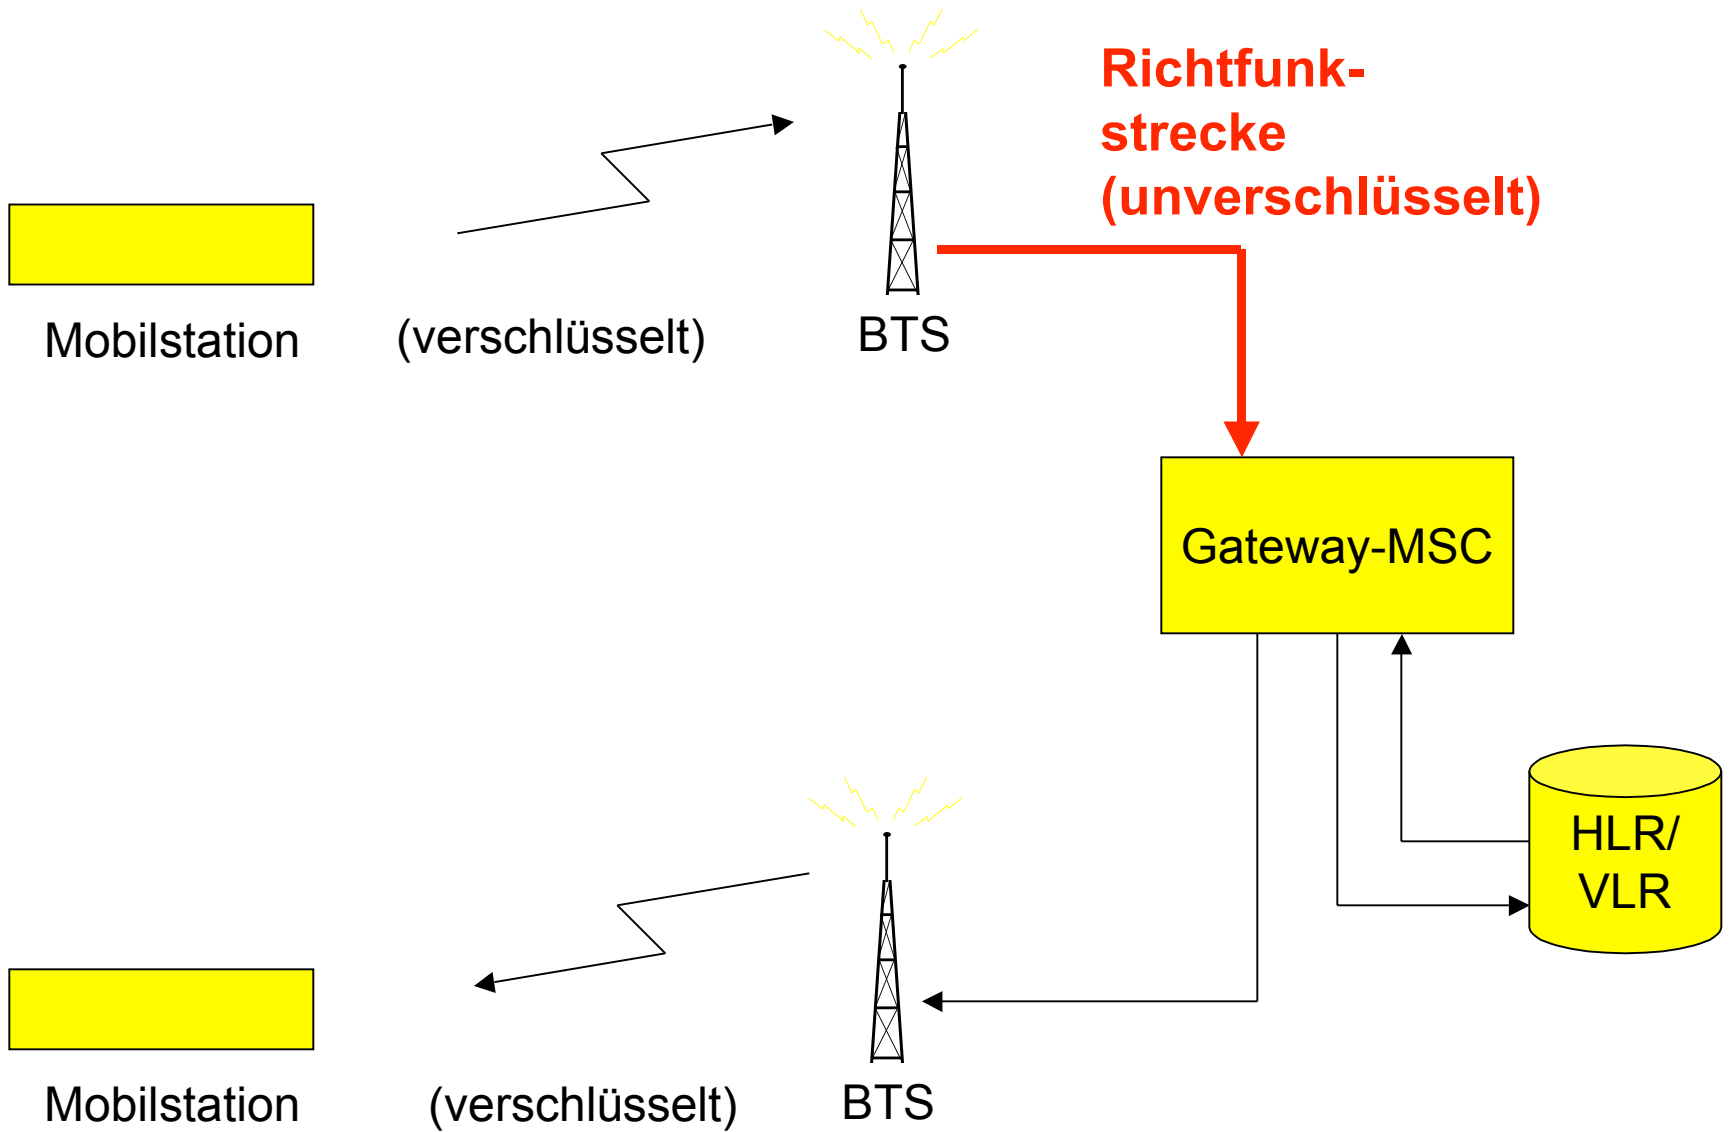 Richtfunk-
strecke
(unverschlüsselt)
Mobilstation
(verschlüsselt)
BTS
Gateway-MSC
HLR/
VLR
Mobilstation
(verschlüsselt)
BTS